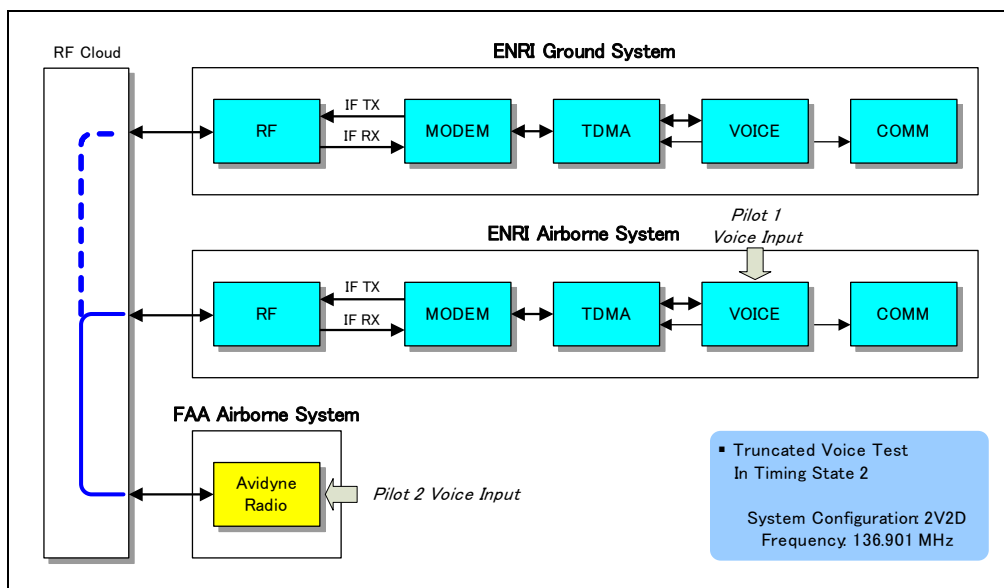 RF Cloud
ENRI Ground System
RF
IF TX
IF RX
MODEM
TDMA
VOICE
COMM
Pilot 1
Voice Input
ENRI Airborne System
RF
IF TX
IF RX
MODEM
TDMA
VOICE
COMM
FAA Airborne System
Avidyne
Radio
Pilot 2 Voice Input
▪ Truncated Voice Test
In Timing State 2
System Configuration: 2V2D
Frequency: 136.901 MHz